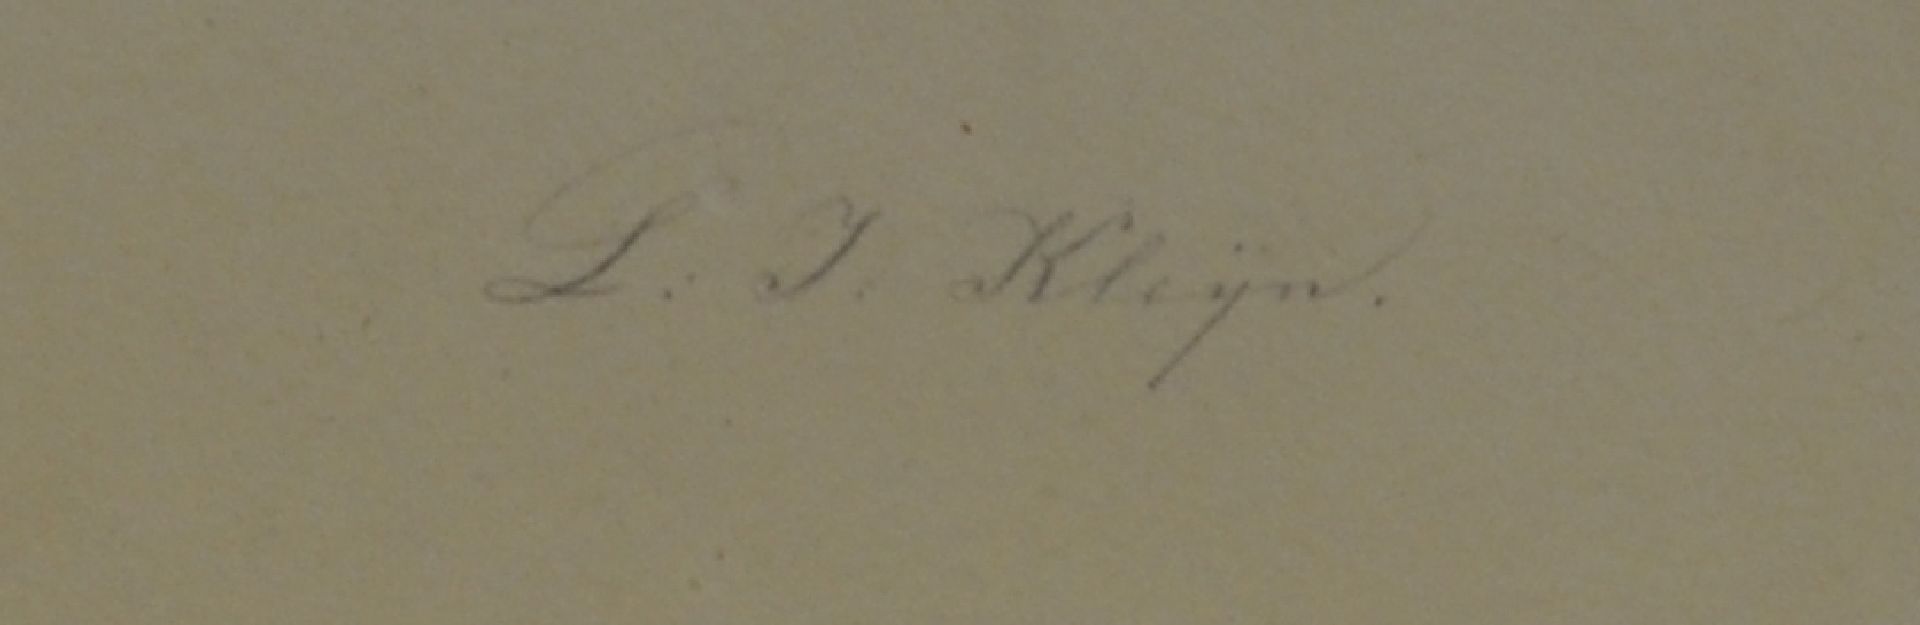 L. J. Kleijn.